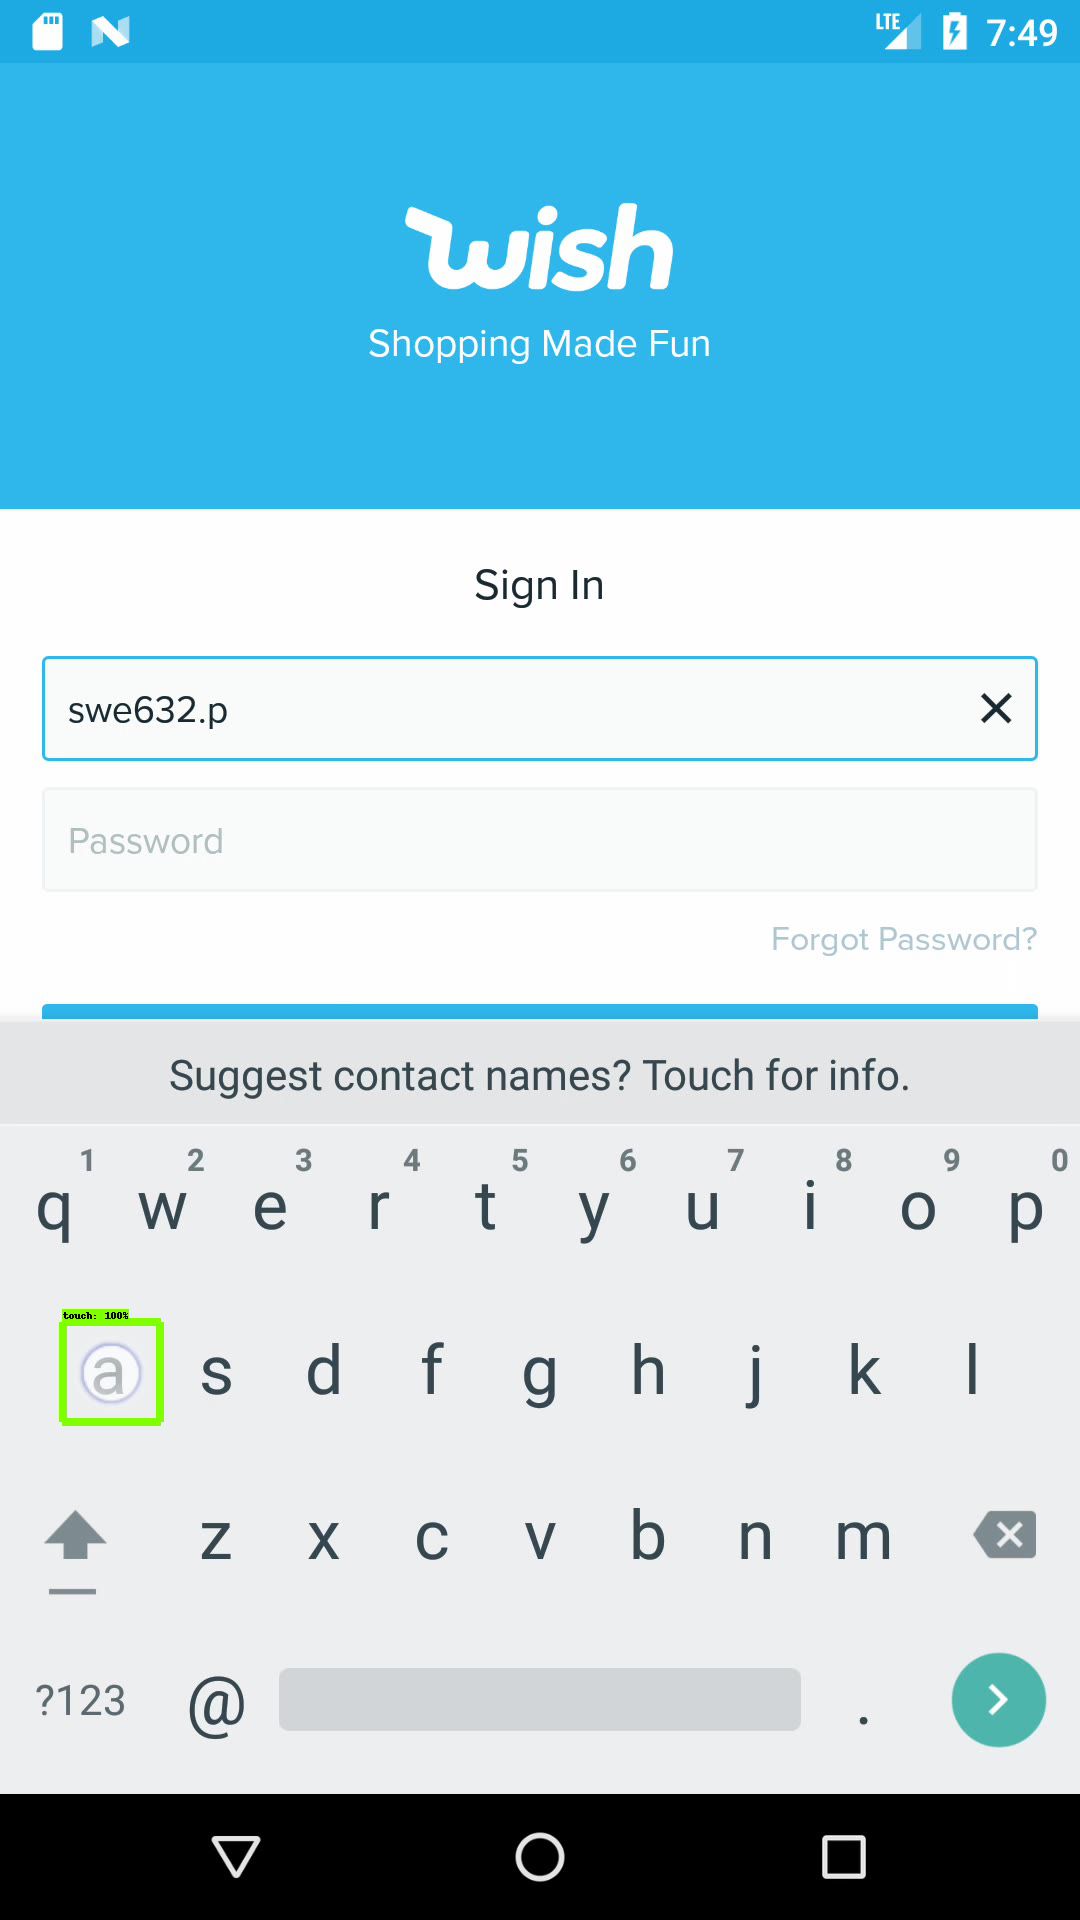 LTE 7:49
wish
Shopping Made Fun
Sign In
swe632.p
Password
Forgot Password?
Suggest contact names? Touch for info.
1 2 3 4 5 6 7 8 9 0
q w e r t y u i o p
touch: 100%
a s d f g h j k l
z x c v b n m
?123 @ .